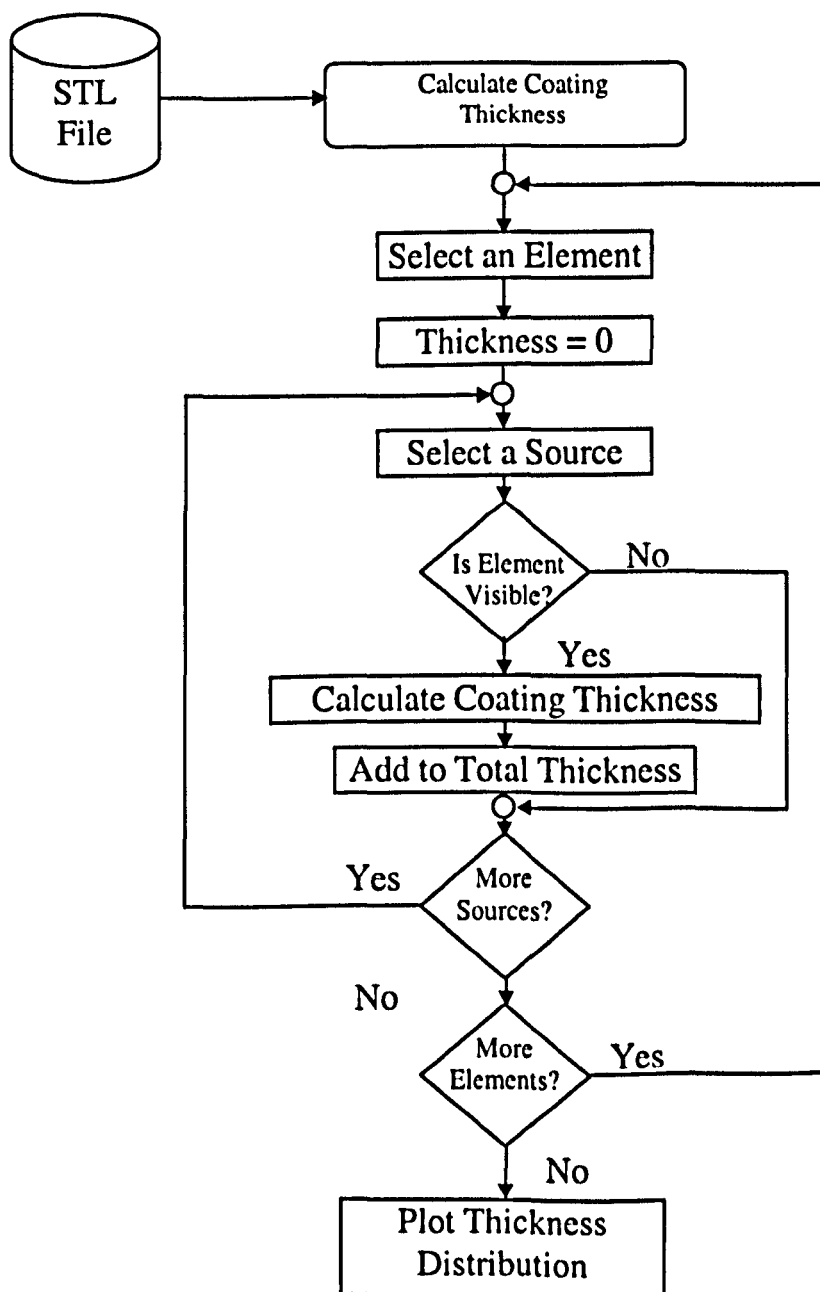 STL
File
Calculate Coating
Thickness
Select an Element
Thickness = 0
Select a Source
Is Element
Visible?
No
Yes
Calculate Coating Thickness
Add to Total Thickness
Yes
More
Sources?
No
More
Elements?
Yes
No
Plot Thickness
Distribution